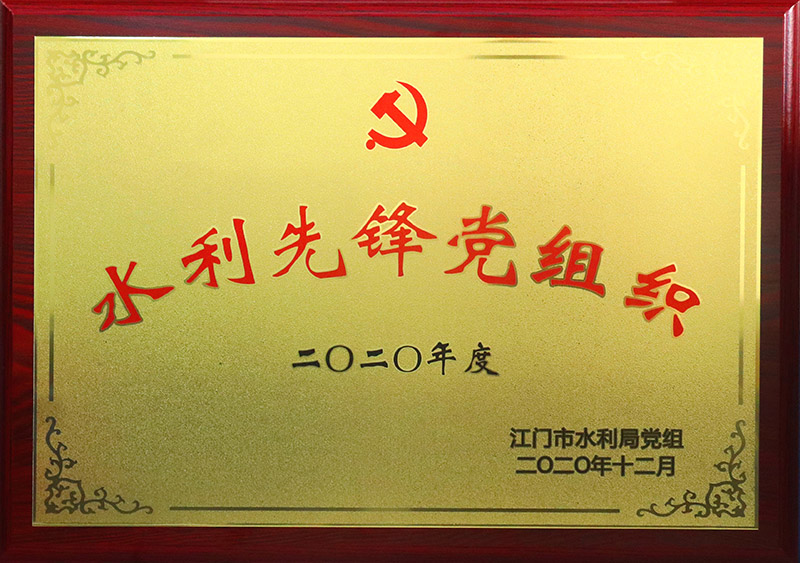 水利先锋党组织
二〇二〇年度
江门市水利局党组
二〇二〇年十二月